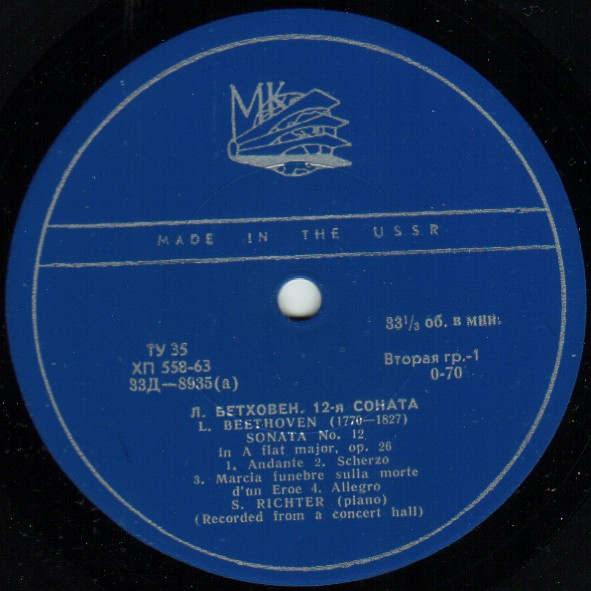 МК
MADE IN THE U.S.S.R
33 1/3 об. в мин.
ТУ 35
ХП 558-63
33Д—8935(а)
Вторая гр.-1
0-70
Л. БЕТХОВЕН. 12-я СОНАТА
L. BEETHOVEN (1770—1827)
SONATA No. 12
in A flat major, op. 26
1. Andante 2. Scherzo
3. Marcia funebre sulla morte
d'un Eroe 4. Allegro
S. RICHTER (piano)
(Recorded from a concert hall)